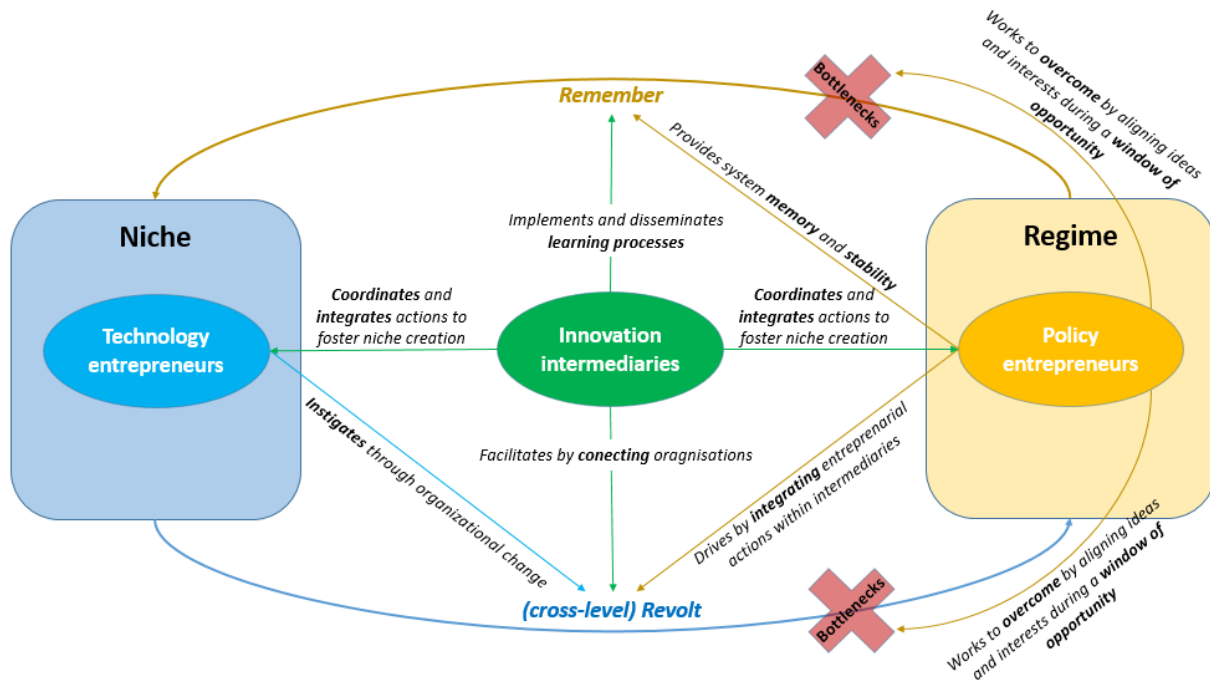 Works to overcome by aligning ideas
and interests during a window of
opportunity
Bottlenecks
Remember
Provides system memory and stability
Niche
Implements and disseminates
learning processes
Regime
Technology
entrepreneurs
Coordinates and
integrates actions to
foster niche creation
Innovation
intermediaries
Coordinates and
integrates actions to
foster niche creation
Policy
entrepreneurs
Instigates through organizational change
Facilitates by conecting oragnisations
Drives by integrating entreprenarial
actions within intermediaries
(cross-level) Revolt
Bottlenecks
Works to overcome by aligning ideas
and interests during a window of
opportunity